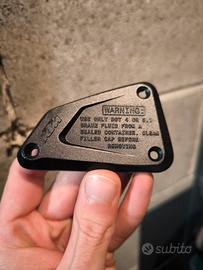 WARNING:
USE ONLY DOT 4 OR 5.1
BRAKE FLUID FROM A
SEALED CONTAINER. CLEAN
FILLER CAP BEFORE
REMOVING
KTM
subito